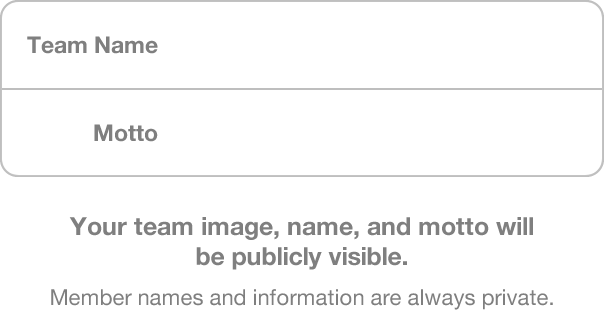 Team Name
Motto
Your team image, name, and motto will
be publicly visible.
Member names and information are always private.